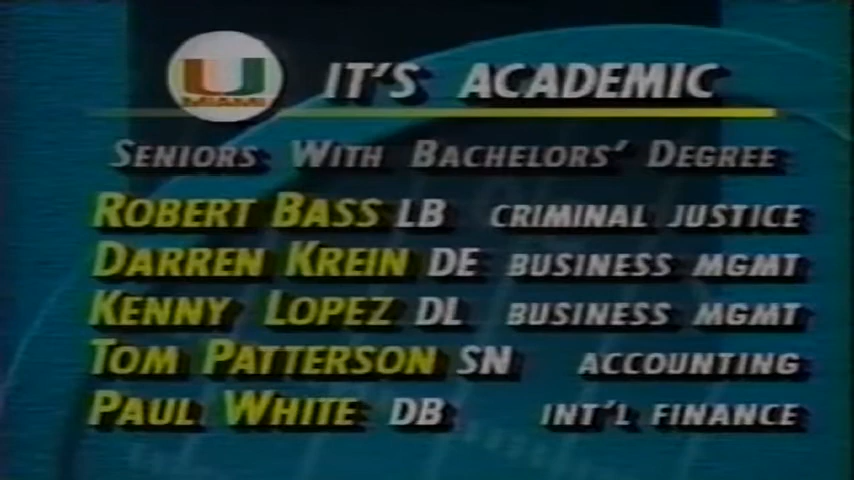 U
MIAMI
IT'S ACADEMIC
SENIORS WITH BACHELORS' DEGREE
ROBERT BASS LB CRIMINAL JUSTICE
DARREN KREIN DE BUSINESS MGMT
KENNY LOPEZ DL BUSINESS MGMT
TOM PATTERSON SN ACCOUNTING
PAUL WHITE DB INT'L FINANCE